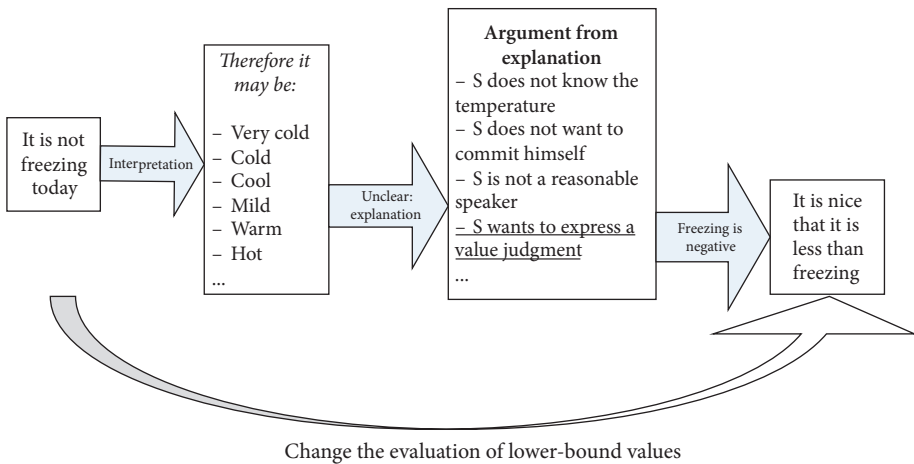 It is not
freezing
today
Interpretation
Therefore it
may be:
– Very cold
– Cold
– Cool
– Mild
– Warm
– Hot
...
Unclear:
explanation
Argument from
explanation
– S does not know the
temperature
– S does not want to
commit himself
– S is not a reasonable
speaker
– S wants to express a
value judgment
...
Freezing is
negative
It is nice
that it is
less than
freezing
Change the evaluation of lower-bound values